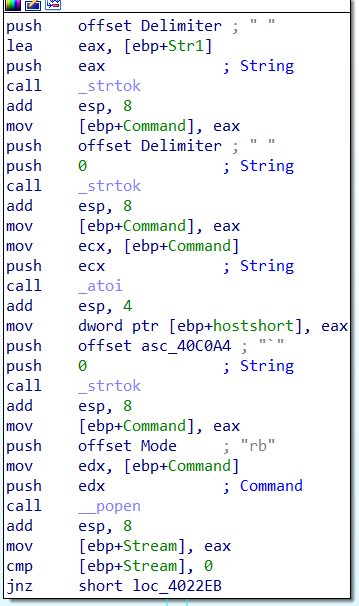 push offset Delimiter ; " "
lea eax, [ebp+Str1]
push eax ; String
call _strtok
add esp, 8
mov [ebp+Command], eax
push offset Delimiter ; " "
push 0 ; String
call _strtok
add esp, 8
mov [ebp+Command], eax
mov ecx, [ebp+Command]
push ecx ; String
call _atoi
add esp, 4
mov dword ptr [ebp+hostshort], eax
push offset asc_40C0A4 ; "`"
push 0 ; String
call _strtok
add esp, 8
mov [ebp+Command], eax
push offset Mode ; "rb"
mov edx, [ebp+Command]
push edx ; Command
call __popen
add esp, 8
mov [ebp+Stream], eax
cmp [ebp+Stream], 0
jnz short loc_4022EB